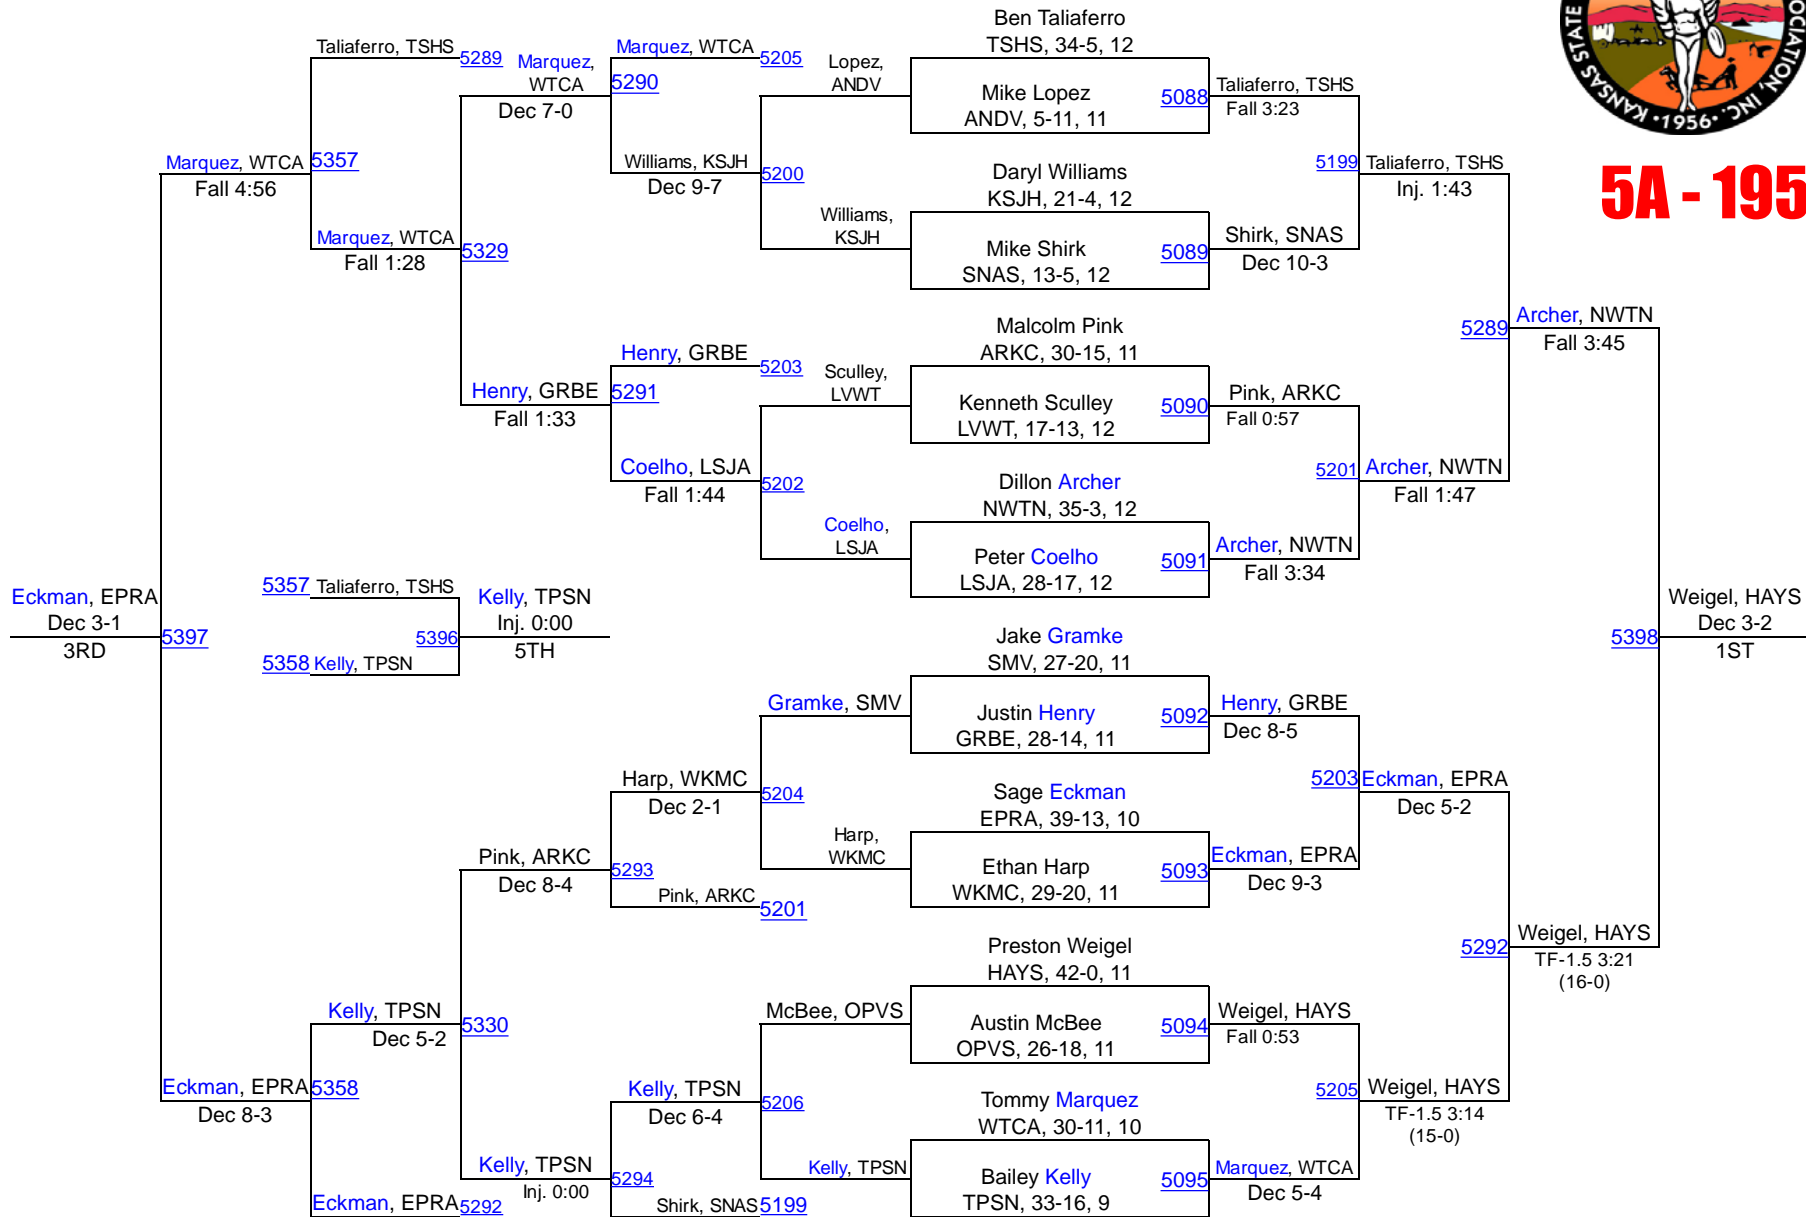 Ben Taliaferro
TSHS, 34-5, 12
KANSAS STATE
OCIATION, INC.
•1956•
5A - 195
Taliaferro, TSHS
5289
Marquez,
WTCA
Dec 7-0
Marquez, WTCA
5205
5290
Lopez,
ANDV
Mike Lopez
ANDV, 5-11, 11
5088
Taliaferro, TSHS
Fall 3:23
Marquez, WTCA
Fall 4:56
5357
Williams, KSJH
Dec 9-7
5200
Daryl Williams
KSJH, 21-4, 12
5199
Taliaferro, TSHS
Inj. 1:43
Marquez, WTCA
Fall 1:28
5329
Williams,
KSJH
Mike Shirk
SNAS, 13-5, 12
5089
Shirk, SNAS
Dec 10-3
Malcolm Pink
ARKC, 30-15, 11
5289
Archer, NWTN
Fall 3:45
Henry, GRBE
5203
Henry, GRBE
Fall 1:33
5291
Sculley,
LVWT
Kenneth Sculley
LVWT, 17-13, 12
5090
Pink, ARKC
Fall 0:57
Coelho, LSJA
Fall 1:44
5202
Dillon Archer
NWTN, 35-3, 12
5201
Archer, NWTN
Fall 1:47
Coelho,
LSJA
Peter Coelho
LSJA, 28-17, 12
5091
Archer, NWTN
Fall 3:34
Eckman, EPRA
Dec 3-1
3RD
5397
5357
Taliaferro, TSHS
5396
5358
Kelly, TPSN
Kelly, TPSN
Inj. 0:00
5TH
Jake Gramke
SMV, 27-20, 11
5398
Weigel, HAYS
Dec 3-2
1ST
Gramke, SMV
Justin Henry
GRBE, 28-14, 11
5092
Henry, GRBE
Dec 8-5
Harp, WKMC
Dec 2-1
5204
Sage Eckman
EPRA, 39-13, 10
5203
Eckman, EPRA
Dec 5-2
Pink, ARKC
Dec 8-4
5293
Pink, ARKC
5201
Harp,
WKMC
Ethan Harp
WKMC, 29-20, 11
5093
Eckman, EPRA
Dec 9-3
Preston Weigel
HAYS, 42-0, 11
5292
Weigel, HAYS
TF-1.5 3:21
(16-0)
Kelly, TPSN
Dec 5-2
5330
McBee, OPVS
Austin McBee
OPVS, 26-18, 11
5094
Weigel, HAYS
Fall 0:53
Eckman, EPRA
Dec 8-3
5358
Kelly, TPSN
Dec 6-4
5206
Tommy Marquez
WTCA, 30-11, 10
5205
Weigel, HAYS
TF-1.5 3:14
(15-0)
Kelly, TPSN
Inj. 0:00
5294
Kelly, TPSN
Bailey Kelly
TPSN, 33-16, 9
5095
Marquez, WTCA
Dec 5-4
Eckman, EPRA
5292
Shirk, SNAS
5199